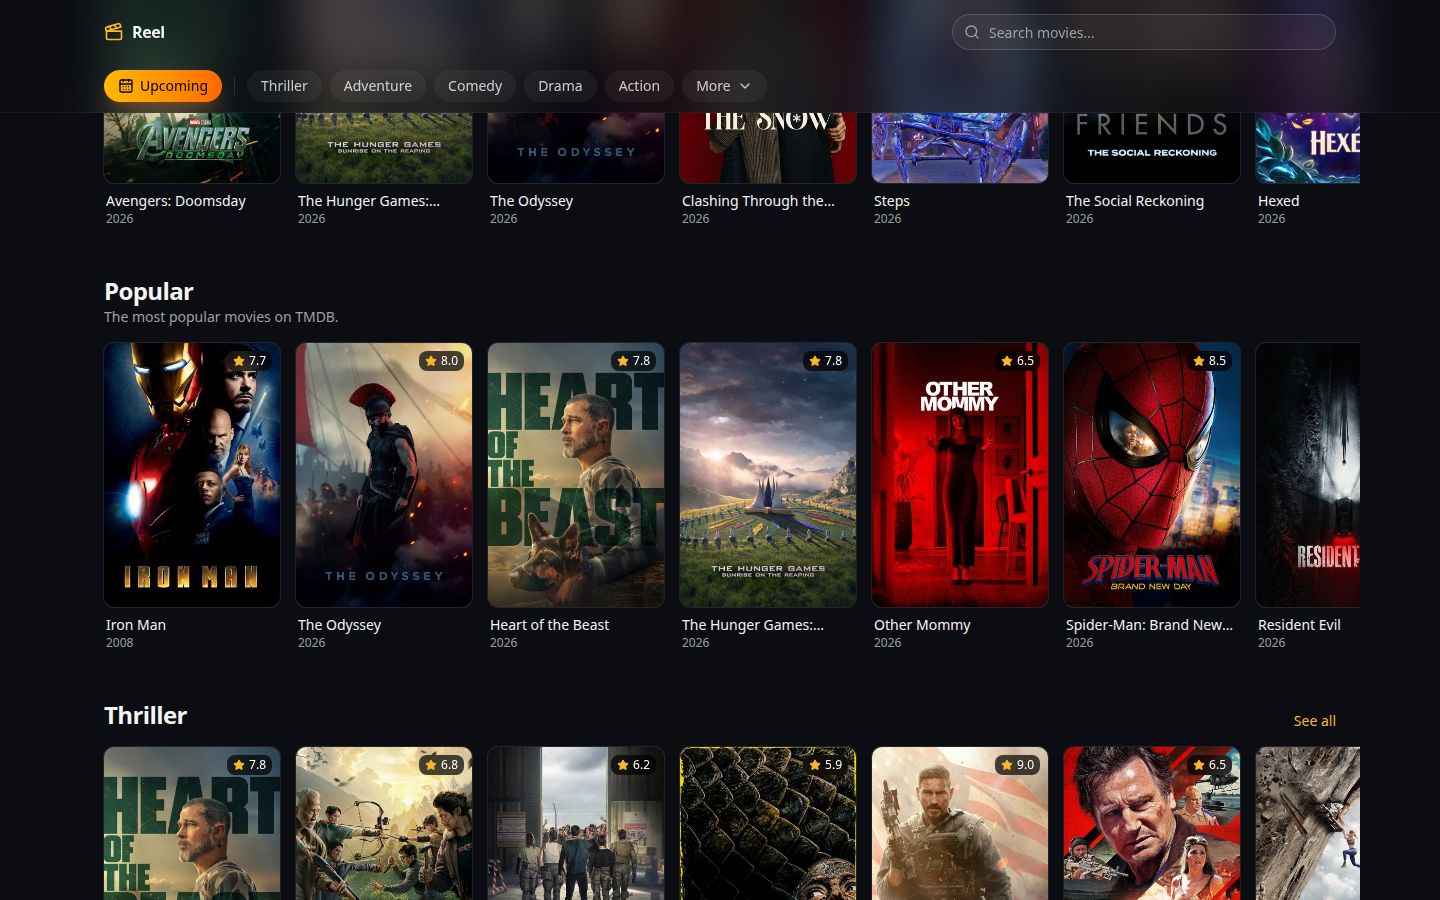 Reel
Search movies...
Upcoming
Thriller
Adventure
Comedy
Drama
Action
More
AVENGERS
DOOMSDAY
THE HUNGER GAMES
SUNRISE ON THE REAPING
THE ODYSSEY
THE SNOW
FRIENDS
THE SOCIAL RECKONING
HEXE
Avengers: Doomsday
2026
The Hunger Games:...
2026
The Odyssey
2026
Clashing Through the...
2026
Steps
2026
The Social Reckoning
2026
Hexed
2026
Popular
The most popular movies on TMDB.
7.7
IRON MAN
8.0
THE ODYSSEY
7.8
HEART
OF
THE
BEAST
7.8
THE HUNGER GAMES
SUNRISE ON THE REAPING
6.5
OTHER
MOMMY
8.5
SPIDER-MAN
BRAND NEW DAY
RESIDENT
Iron Man
2008
The Odyssey
2026
Heart of the Beast
2026
The Hunger Games:...
2026
Other Mommy
2026
Spider-Man: Brand New...
2026
Resident Evil
2026
Thriller
See all
7.8
HEART
OF
THE
6.8
6.2
5.9
9.0
6.5